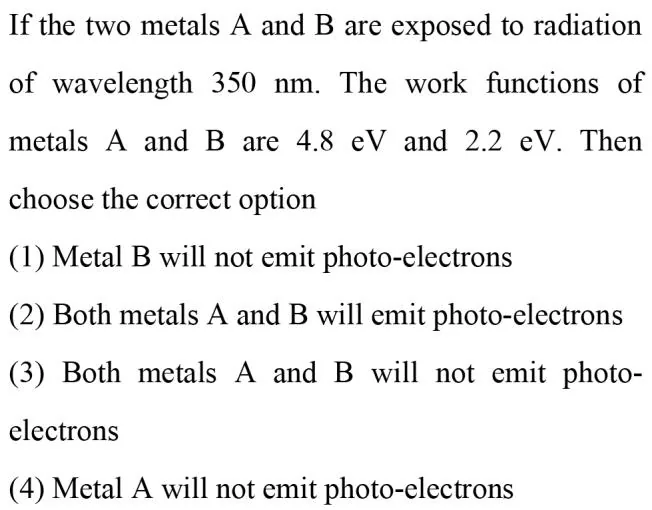 If the two metals A and B are exposed to radiation
of wavelength 350 nm. The work functions of
metals A and B are 4.8 eV and 2.2 eV. Then
choose the correct option
(1) Metal B will not emit photo-electrons
(2) Both metals A and B will emit photo-electrons
(3) Both metals A and B will not emit photo-
electrons
(4) Metal A will not emit photo-electrons